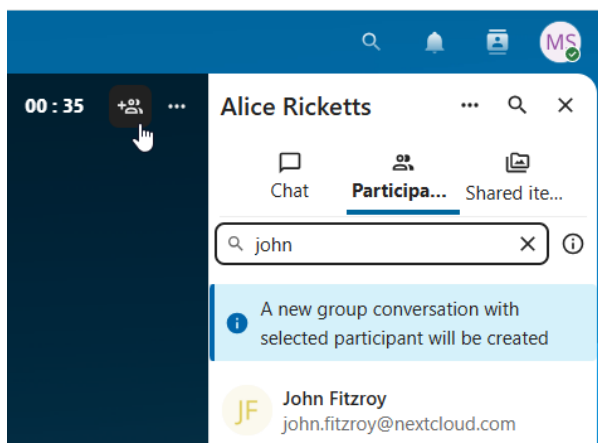 MS
00 : 35
Alice Ricketts
Chat
Participa...
Shared ite...
john
A new group conversation with
selected participant will be created
JF
John Fitzroy
john.fitzroy@nextcloud.com